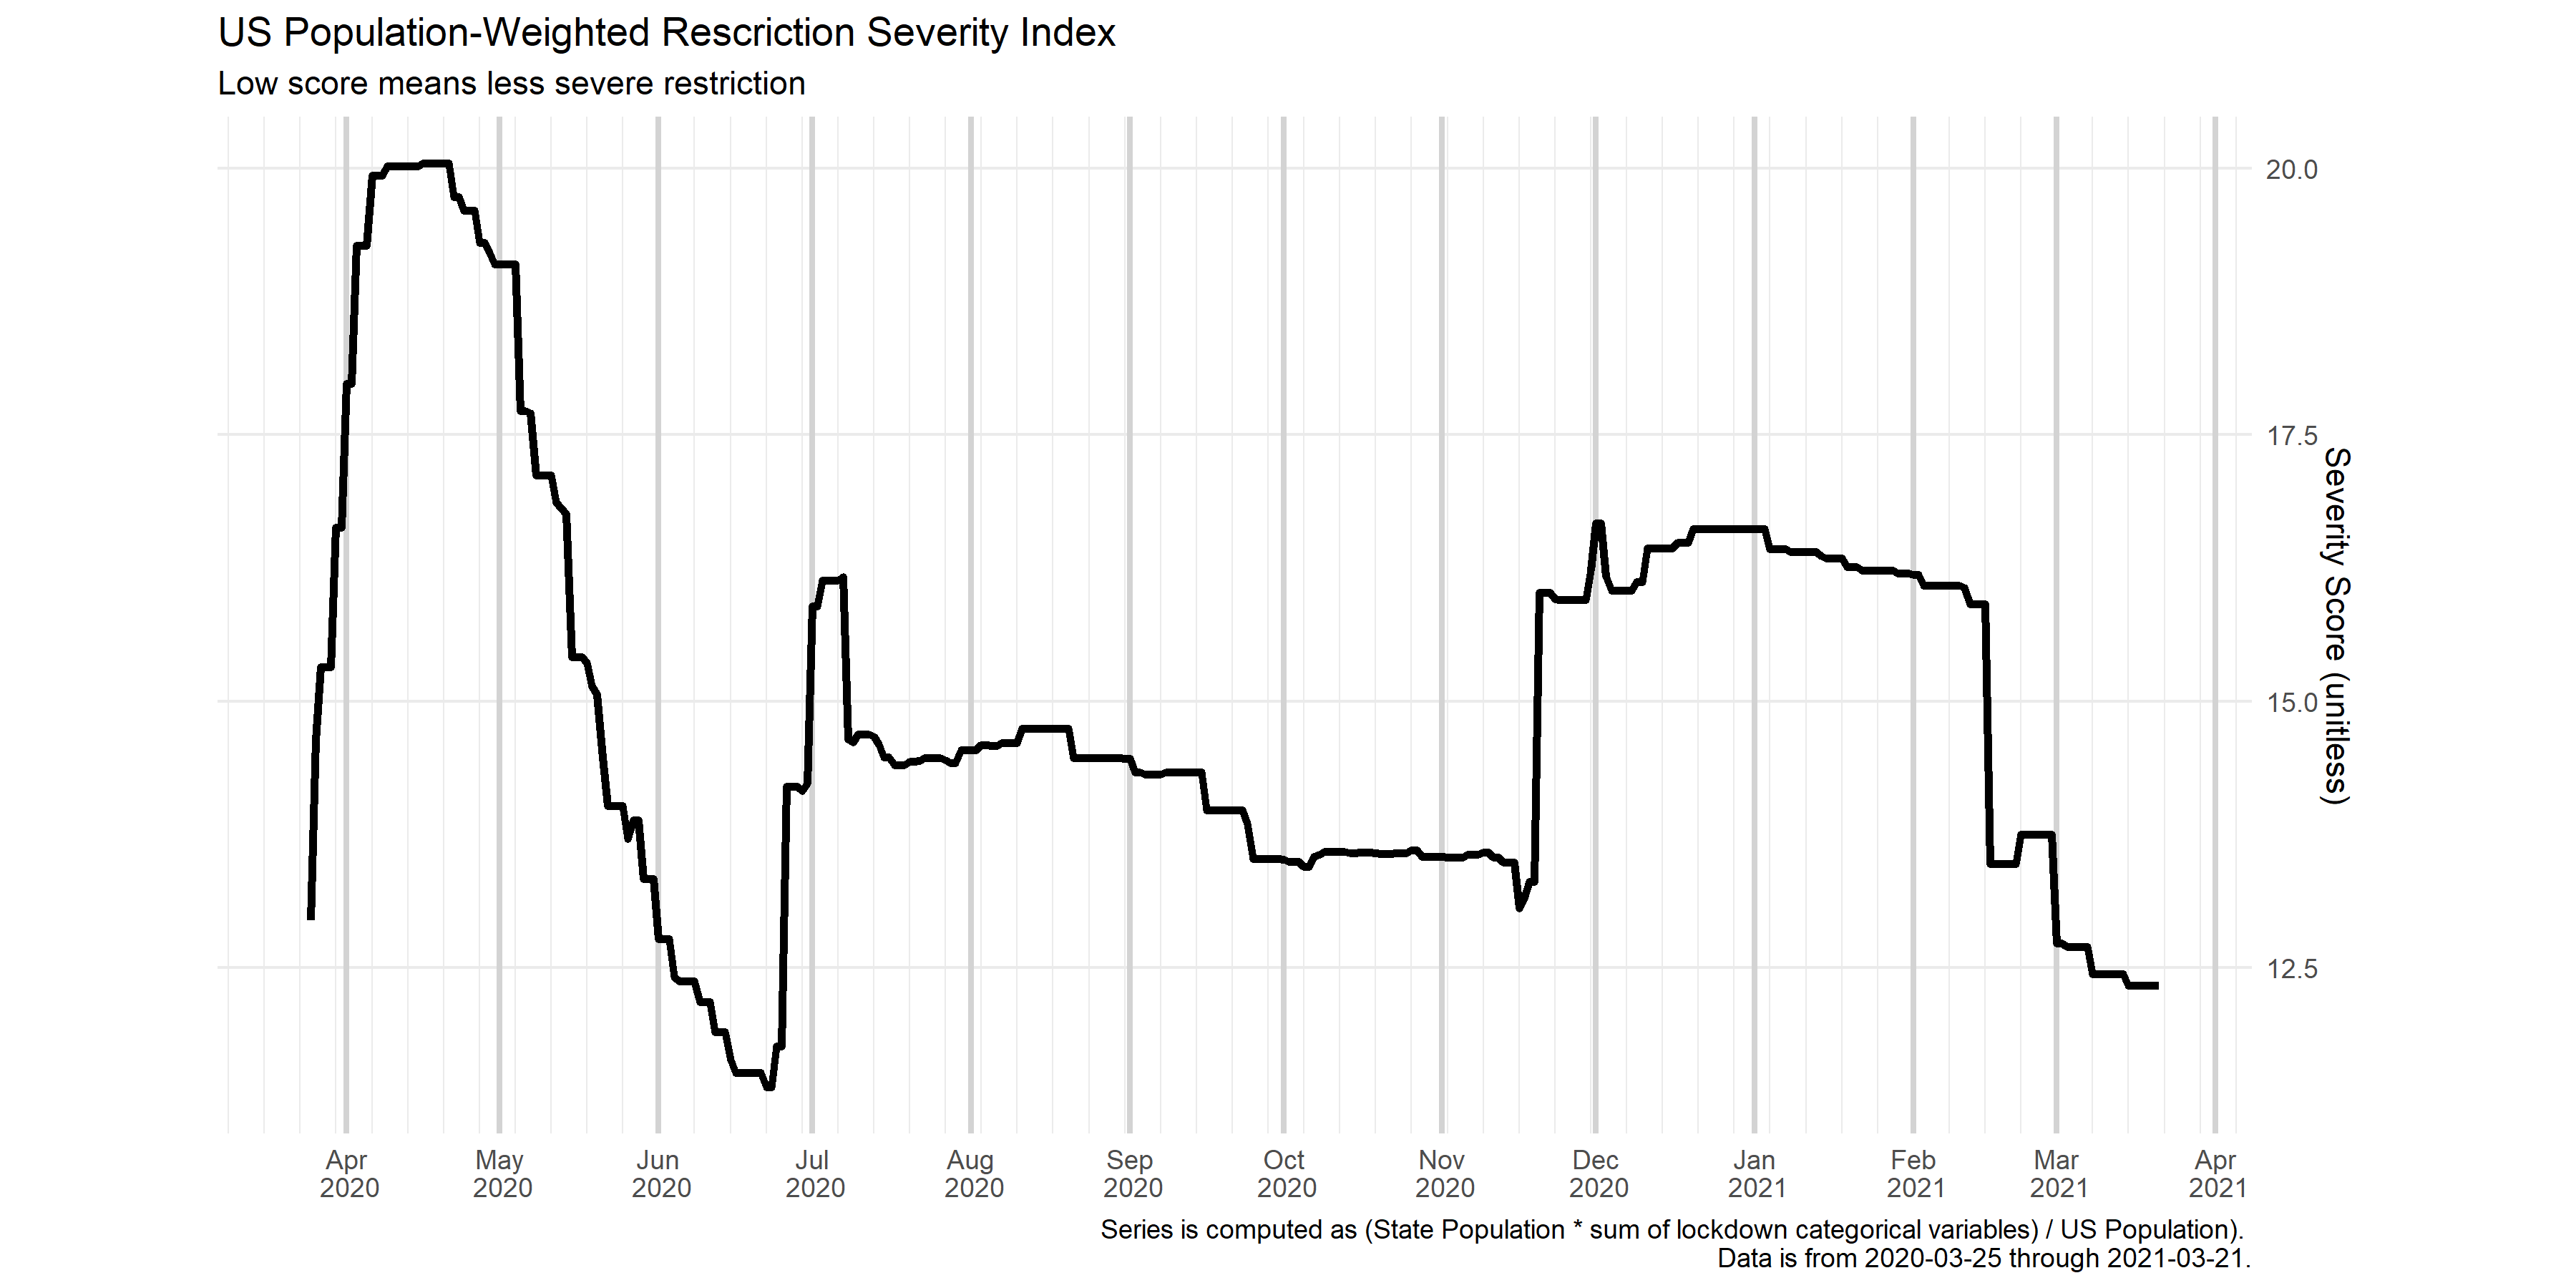 US Population-Weighted Rescriction Severity Index
Low score means less severe restriction
20.0
17.5
15.0
12.5
Severity Score (unitless)
Apr May Jun Jul Aug Sep Oct Nov Dec Jan Feb Mar Apr
2020 2020 2020 2020 2020 2020 2020 2020 2020 2021 2021 2021 2021
Series is computed as (State Population * sum of lockdown categorical variables) / US Population).
Data is from 2020-03-25 through 2021-03-21.